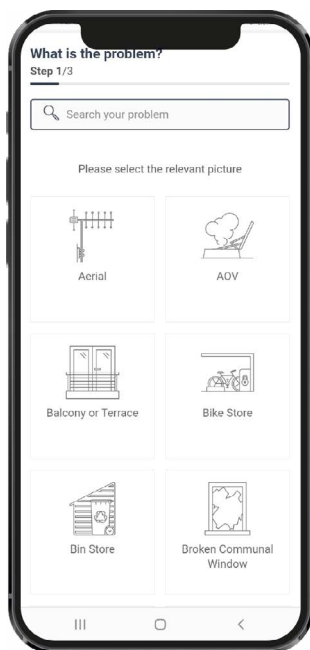 What is the problem?
Step 1/3
Search your problem
Please select the relevant picture
Aerial
AOV
Balcony or Terrace
Bike Store
Bin Store
Broken Communal
Window